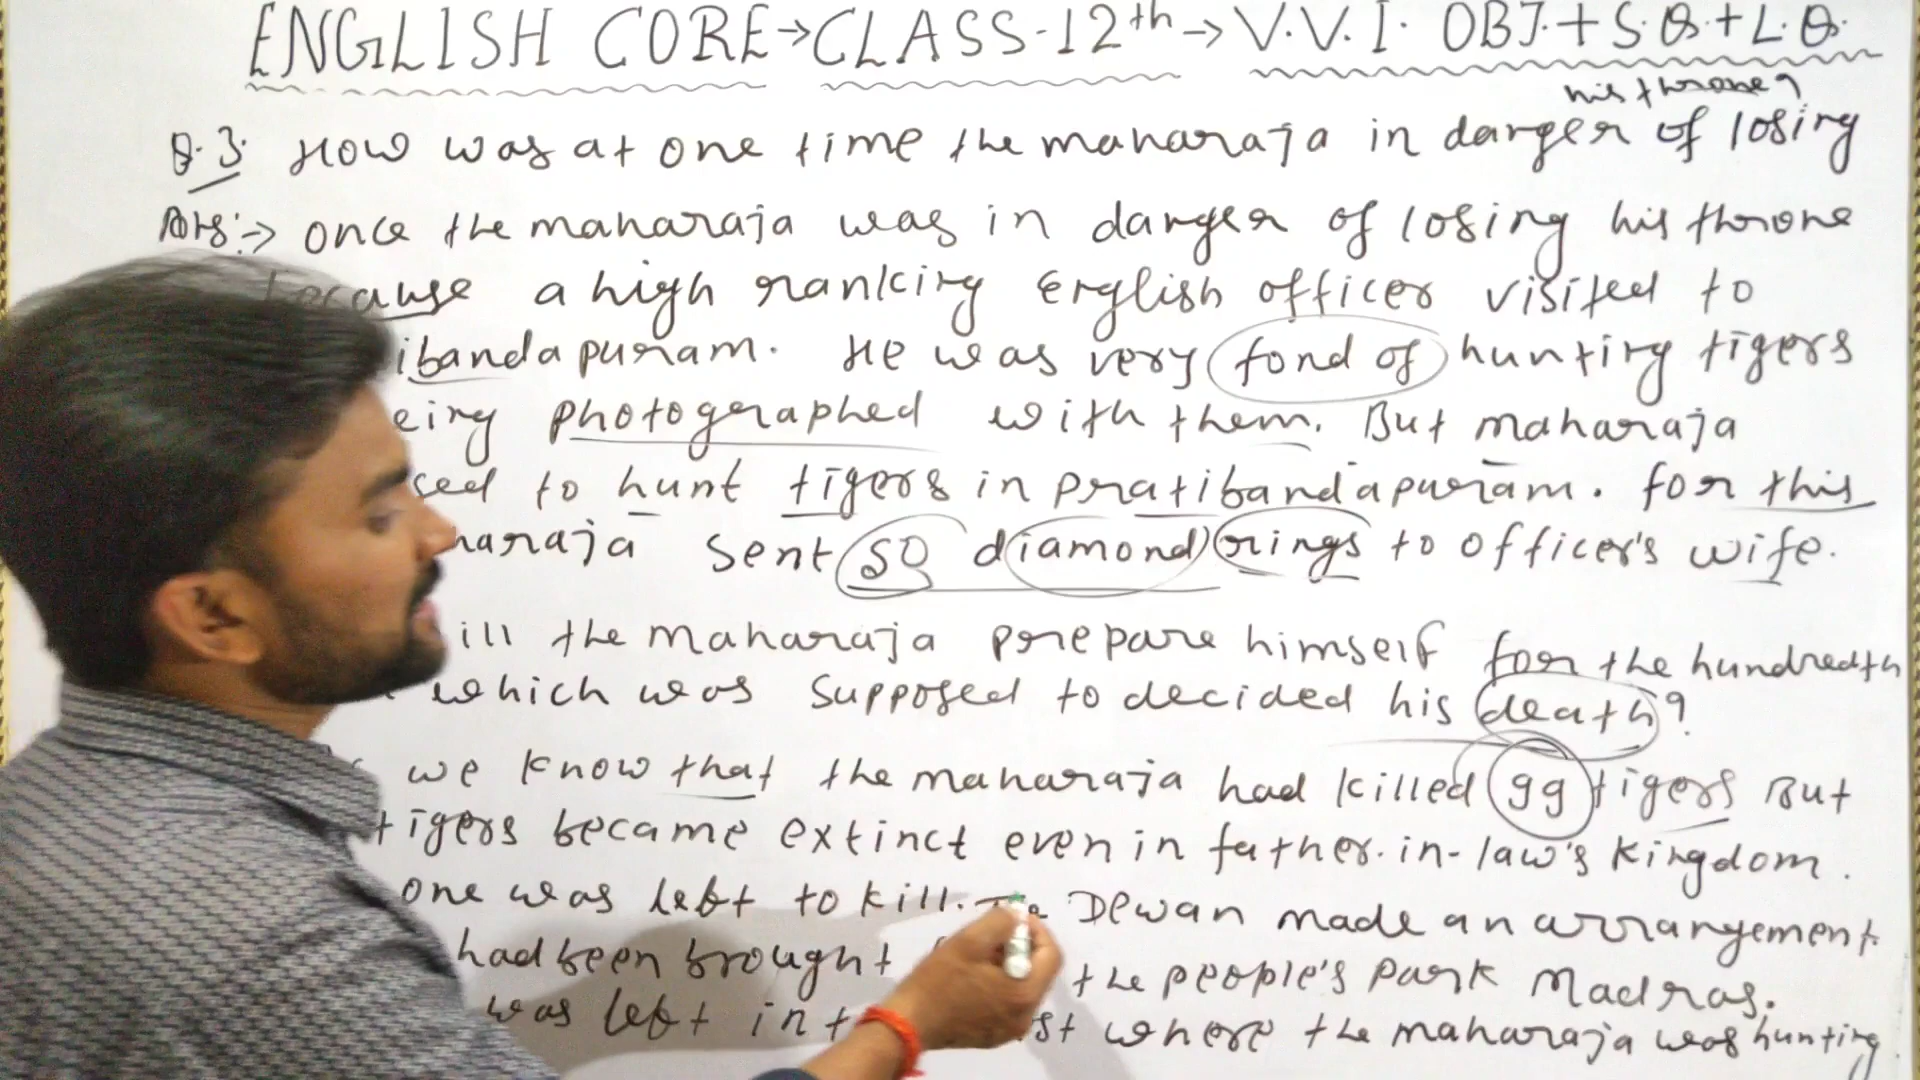 ENGLISH CORE→CLASS-12th→V.V.I. OBJ.+S.Q.+L.Q.
his throne?
Q.3. How was at one time the maharaja in danger of losing
Ans:→ once the maharaja was in danger of losing his throne
because a high ranking English officer visited to
ibandapuram. He was very fond of hunting tigers
eing photographed with them. But maharaja
sed to hunt tigers in pratibandapuram. for this
haraja sent 50 diamond rings to officer's wife.
ill the maharaja prepare himself for the hundredth
which was supposed to decided his death?
we know that the maharaja had killed 99 tigers But
tigers became extinct even in father-in-law's kingdom.
one was left to kill. Dewan made an arrangement.
had been brought the people's park Madras.
was left in st where the maharaja was hunting